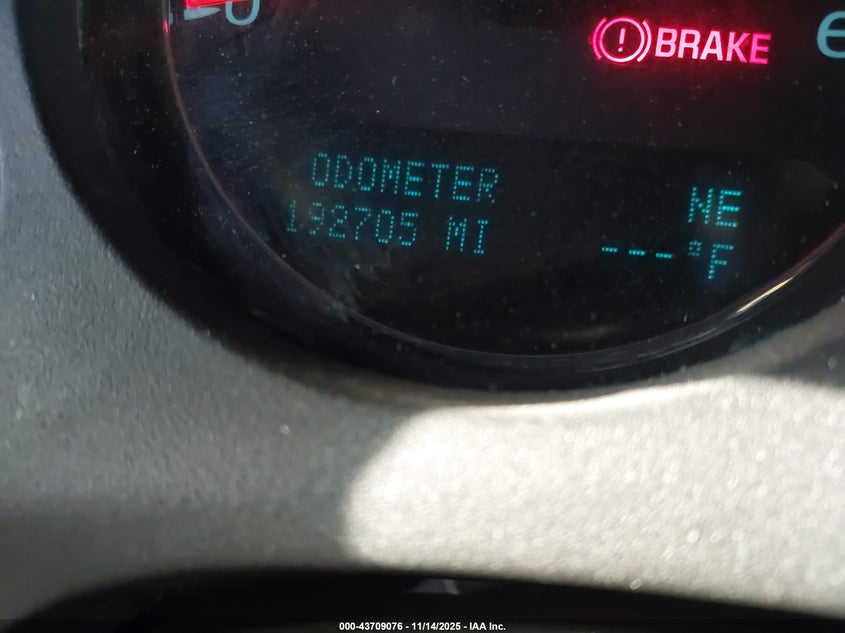 BRAKE
ODOMETER
NE
192705 MI
---°F
000-43709076 - 11/14/2025 - IAA Inc.